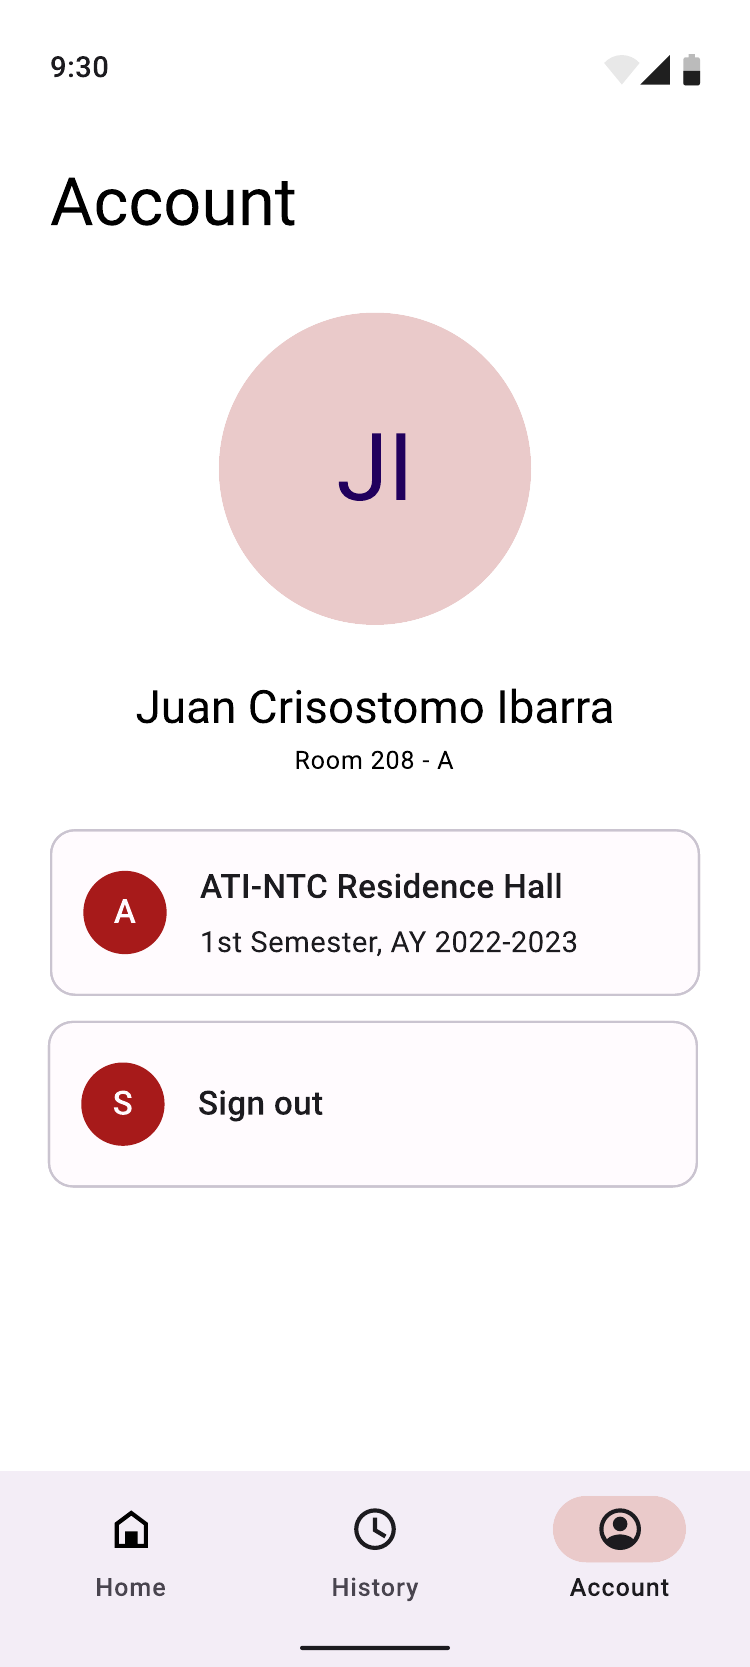 9:30
Account
JI
Juan Crisostomo Ibarra
Room 208 - A
A
ATI-NTC Residence Hall
1st Semester, AY 2022-2023
S
Sign out
Home
History
Account